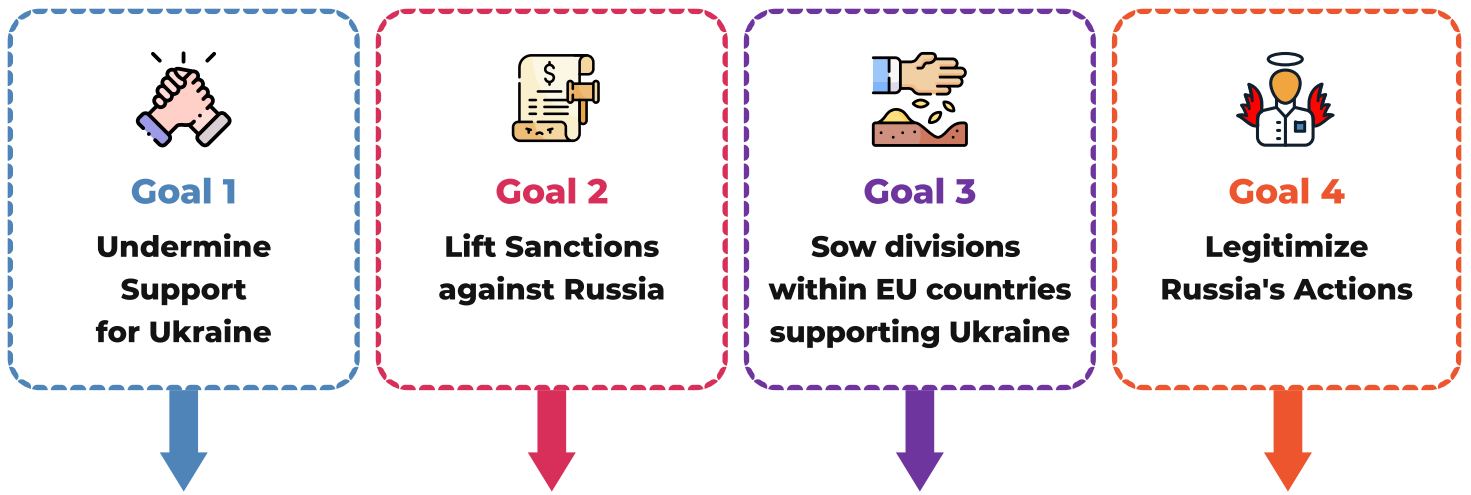 $
Goal 1
Undermine
Support
for Ukraine
Goal 2
Lift Sanctions
against Russia
Goal 3
Sow divisions
within EU countries
supporting Ukraine
Goal 4
Legitimize
Russia's Actions